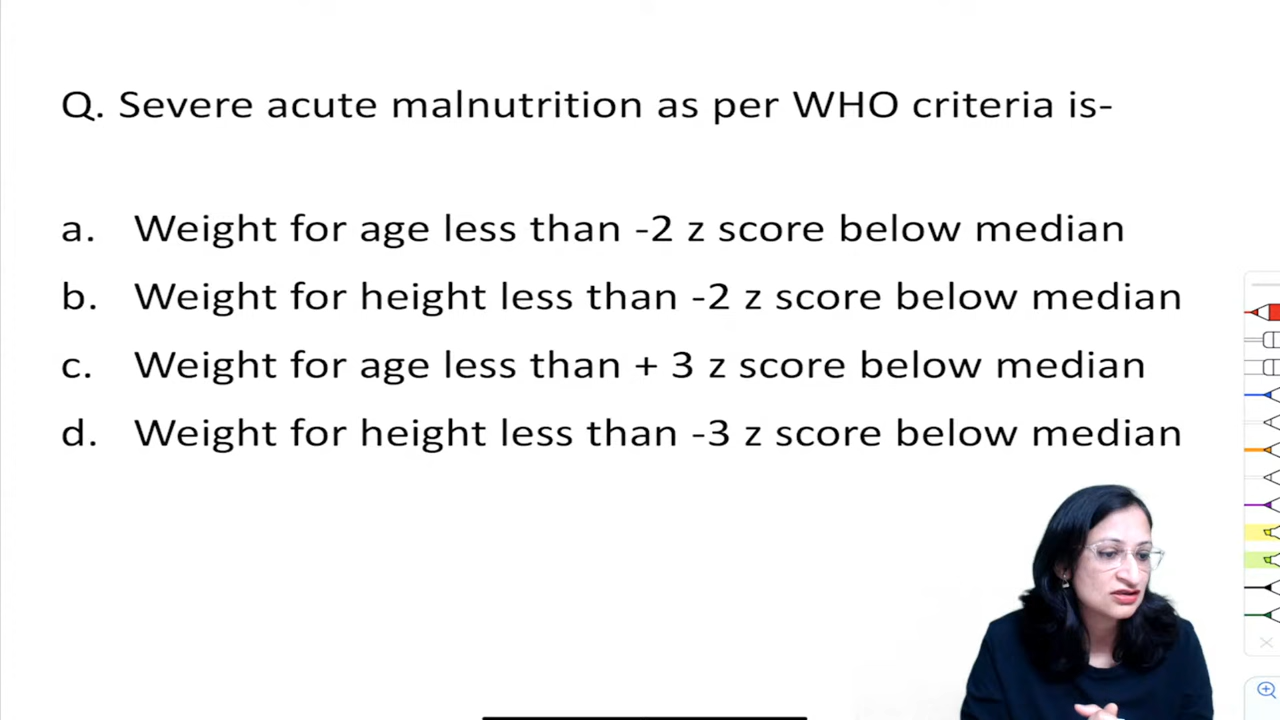 Q. Severe acute malnutrition as per WHO criteria is-
a. Weight for age less than -2 z score below median
b. Weight for height less than -2 z score below median
c. Weight for age less than + 3 z score below median
d. Weight for height less than -3 z score below median